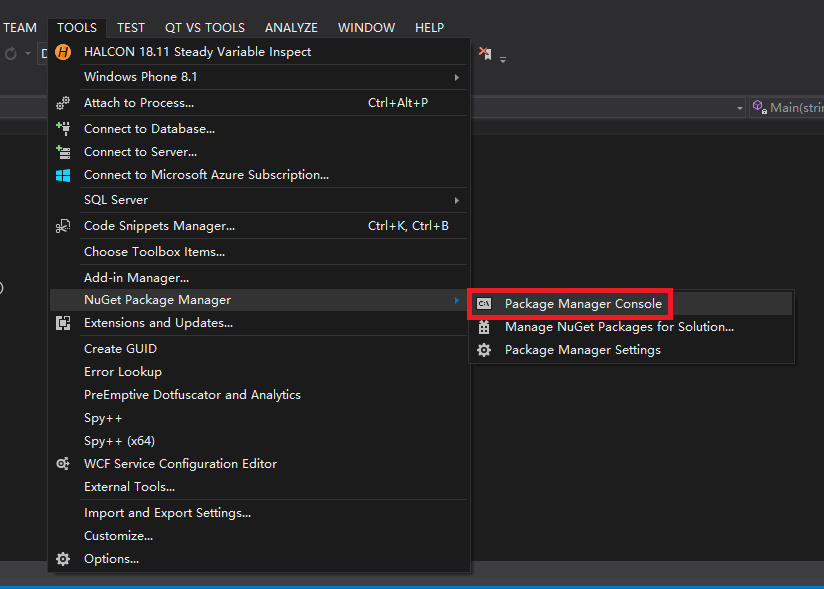 TEAM TOOLS TEST QT VS TOOLS ANALYZE WINDOW HELP
HALCON 18.11 Steady Variable Inspect
Windows Phone 8.1
Attach to Process... Ctrl+Alt+P
Main(strin
Connect to Database...
Connect to Server...
Connect to Microsoft Azure Subscription...
SQL Server
Code Snippets Manager... Ctrl+K, Ctrl+B
Choose Toolbox Items...
Add-in Manager...
NuGet Package Manager
Package Manager Console
Extensions and Updates...
Manage NuGet Packages for Solution...
Create GUID
Package Manager Settings
Error Lookup
PreEmptive Dotfuscator and Analytics
Spy++
Spy++ (x64)
WCF Service Configuration Editor
External Tools...
Import and Export Settings...
Customize...
Options...